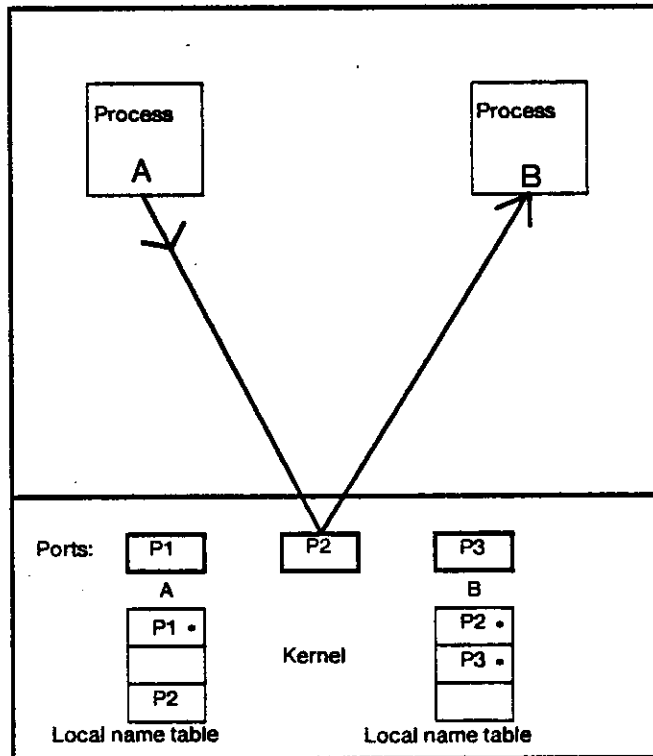 Process Process
A B
Ports: P1 P2 P3
A B
P1 • P2 •
Kernel P3 •
P2
Local name table Local name table